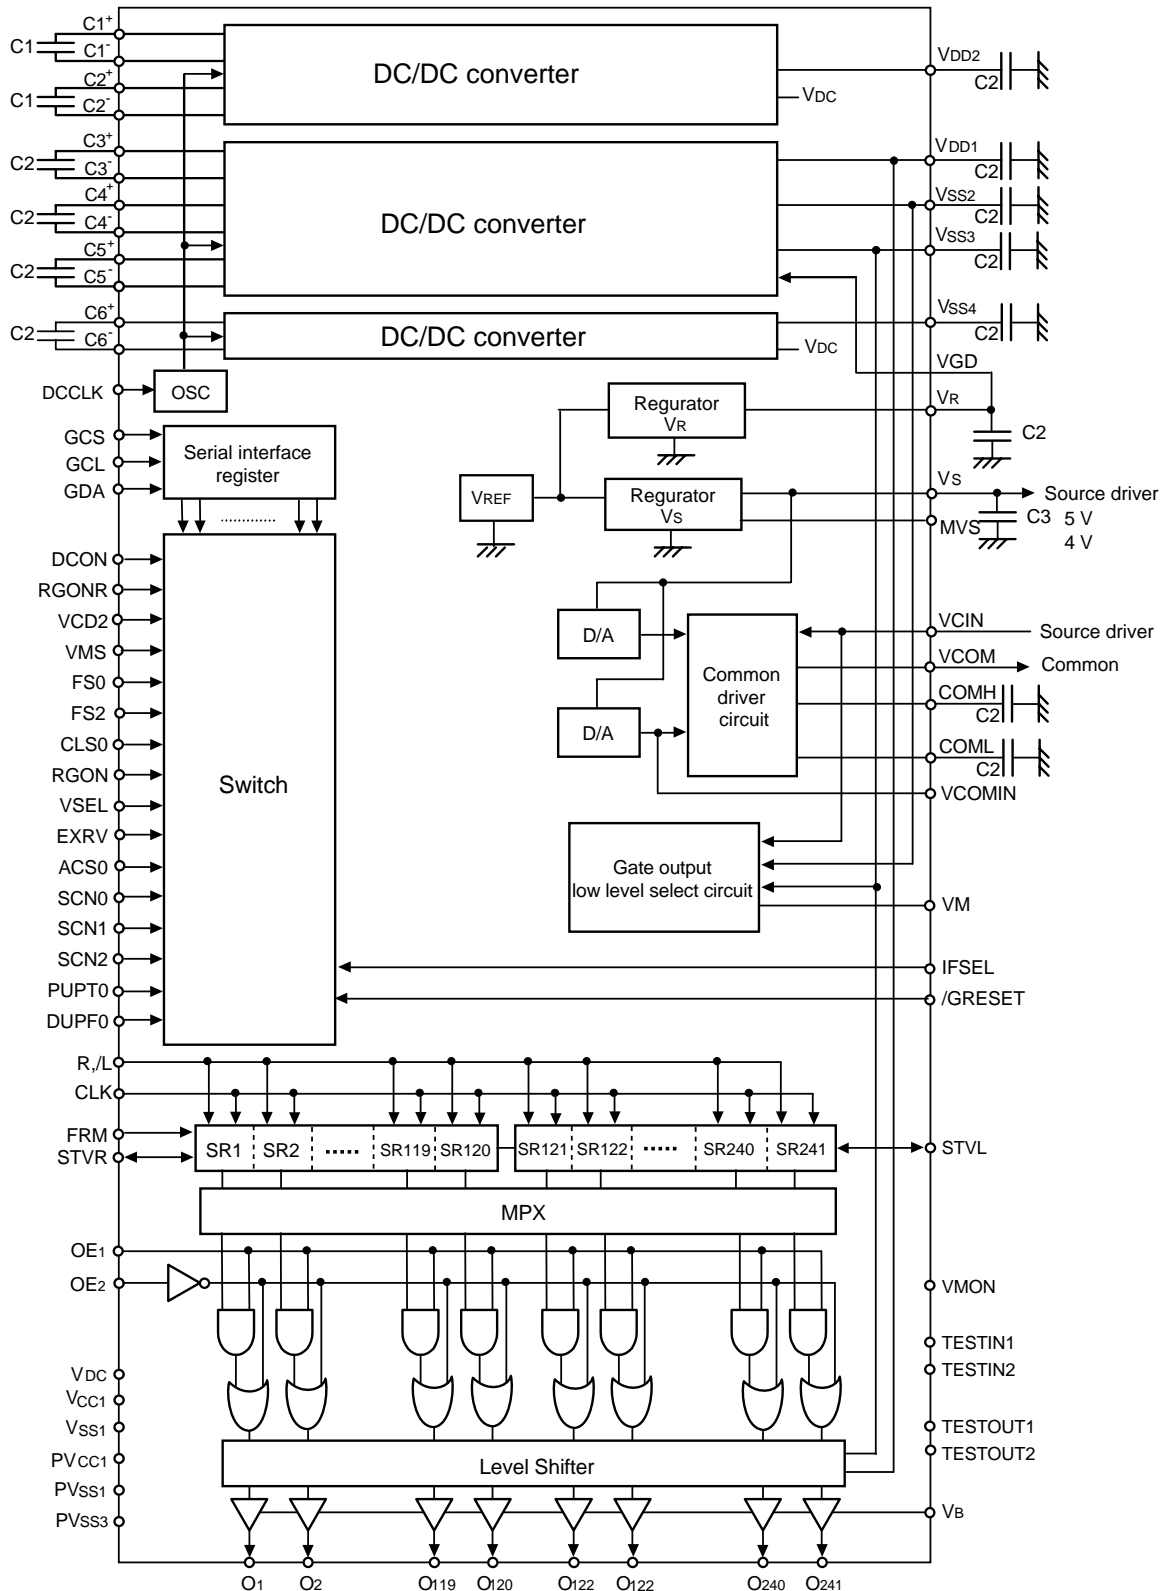 C1+
C1
C1-
C2+
C1
C2-
C3+
C2
C3-
C4+
C2
C4-
C5+
C2
C5-
C6+
C2
C6-
DC/DC converter
VDD2
C2
VDC
DC/DC converter
VDD1
C2
VSS2
C2
VSS3
C2
DC/DC converter
VSS4
C2
VDC
VGD
DCCLK
OSC
Regurator
VR
VR
C2
GCS
GCL
GDA
Serial interface
register
.............
VREF
Regurator
VS
VS
Source driver
C3
5 V
4 V
MVS
DCON
RGONR
VCD2
VMS
FS0
FS2
CLS0
RGON
VSEL
EXRV
ACS0
SCN0
SCN1
SCN2
PUPT0
DUPF0
Switch
D/A
D/A
Common
driver
circuit
VCIN
Source driver
VCOM
Common
COMH
C2
COML
C2
VCOMIN
Gate output
low level select circuit
VM
IFSEL
/GRESET
R,/L
CLK
FRM
STVR
SR1 SR2 ..... SR119 SR120 SR121 SR122 ..... SR240 SR241
STVL
MPX
OE1
OE2
VMON
TESTIN1
TESTIN2
VDC
VCC1
VSS1
PVCC1
PVSS1
PVSS3
TESTOUT1
TESTOUT2
Level Shifter
VB
O1 O2 O119 O120 O122 O122 O240 O241